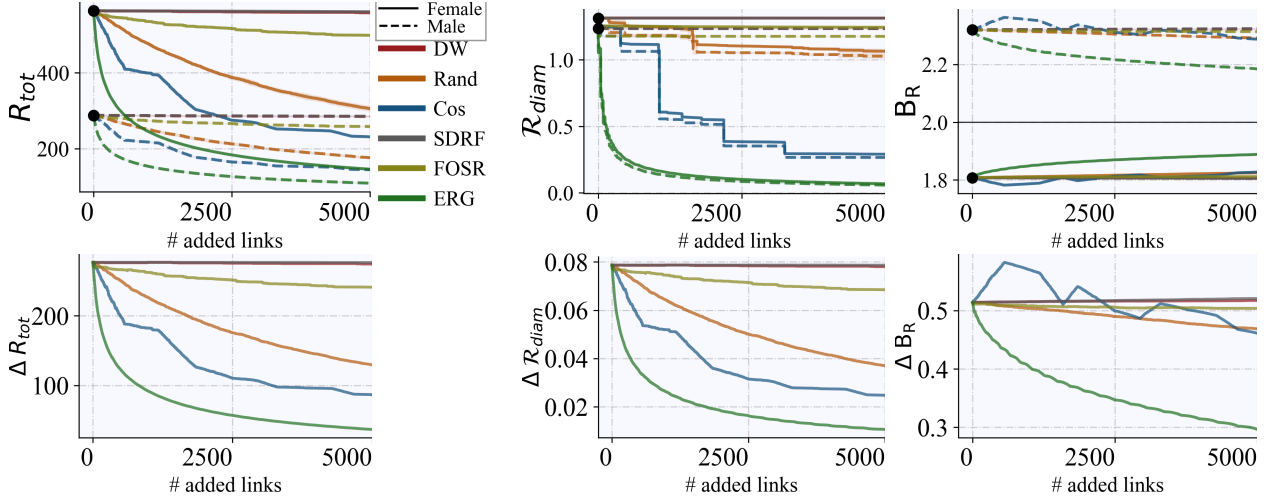 R_tot
400
200
0
2500
5000
# added links
Female
Male
DW
Rand
Cos
SDRF
FOSR
ERG
R_diam
1.0
0.5
0.0
0
2500
5000
# added links
B_R
2.2
2.0
1.8
0
2500
5000
# added links
Δ R_tot
200
100
0
2500
5000
# added links
Δ R_diam
0.08
0.06
0.04
0.02
0
2500
5000
# added links
Δ B_R
0.5
0.4
0.3
0
2500
5000
# added links